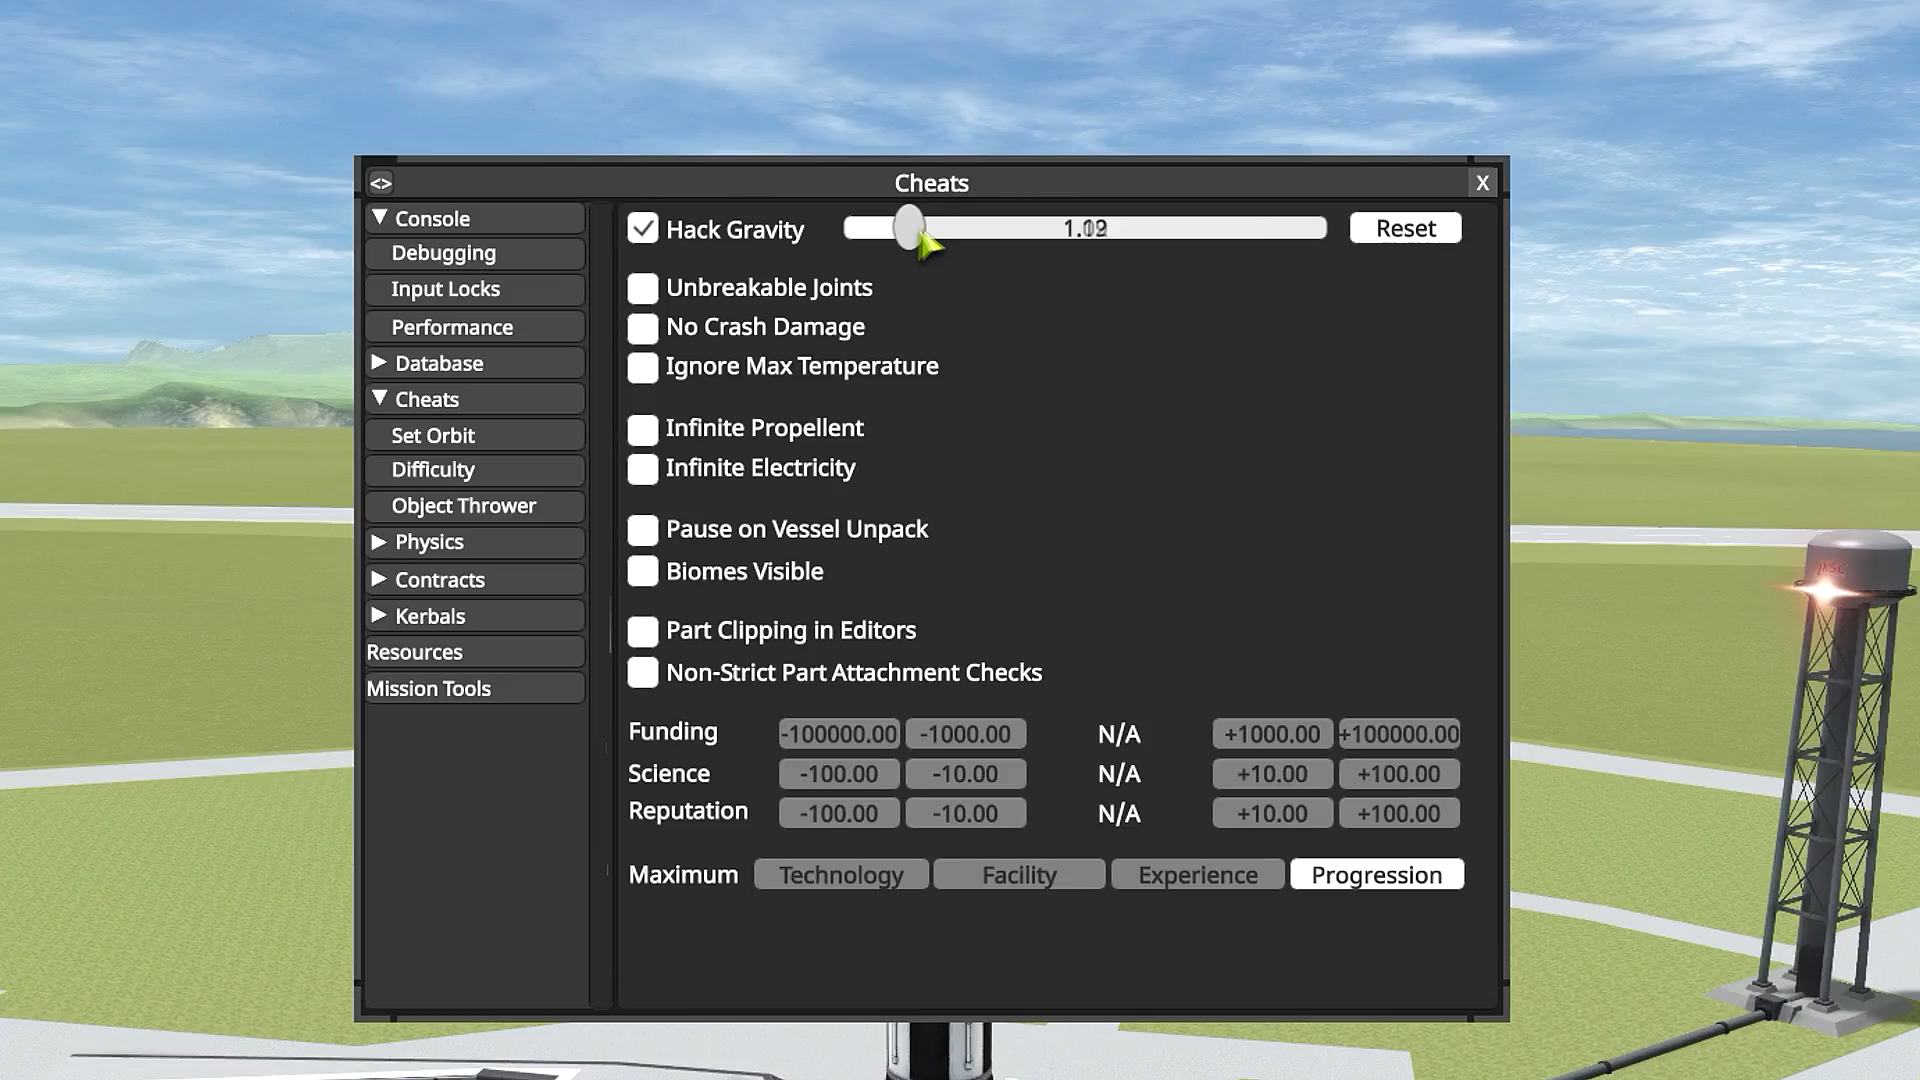 <> Cheats X
Console
Debugging
Input Locks
Performance
Database
Cheats
Set Orbit
Difficulty
Object Thrower
Physics
Contracts
Kerbals
Resources
Mission Tools
Hack Gravity Reset
Unbreakable Joints
No Crash Damage
Ignore Max Temperature
Infinite Propellent
Infinite Electricity
Pause on Vessel Unpack
Biomes Visible
Part Clipping in Editors
Non-Strict Part Attachment Checks
Funding -100000.00 -1000.00 N/A +1000.00 +100000.00
Science -100.00 -10.00 N/A +10.00 +100.00
Reputation -100.00 -10.00 N/A +10.00 +100.00
Maximum Technology Facility Experience Progression